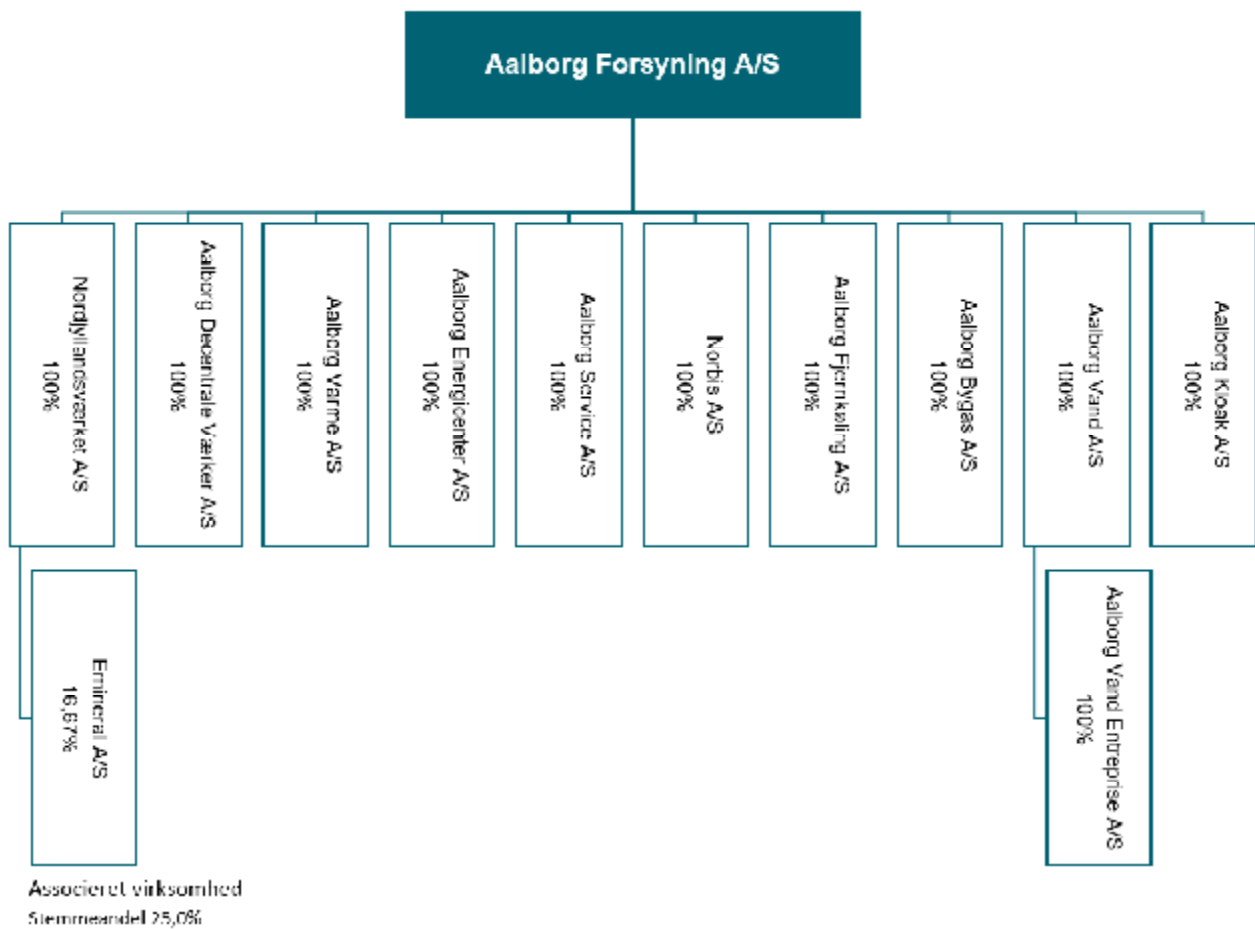 Aalborg Forsyning A/S
Nordjyllandsværket A/S
100%
Aalborg Decentrale Værker A/S
100%
Aalborg Varme A/S
100%
Aalborg Energicenter A/S
100%
Aalborg Service A/S
100%
Norbis A/S
100%
Aalborg Fjernkøling A/S
100%
Aalborg Bygas A/S
100%
Aalborg Vand A/S
100%
Aalborg Kloak A/S
100%
Emineral A/S
16,67%
Aalborg Vand Entreprise A/S
100%
Associeret virksomhed
Stemmeandel 25,0%